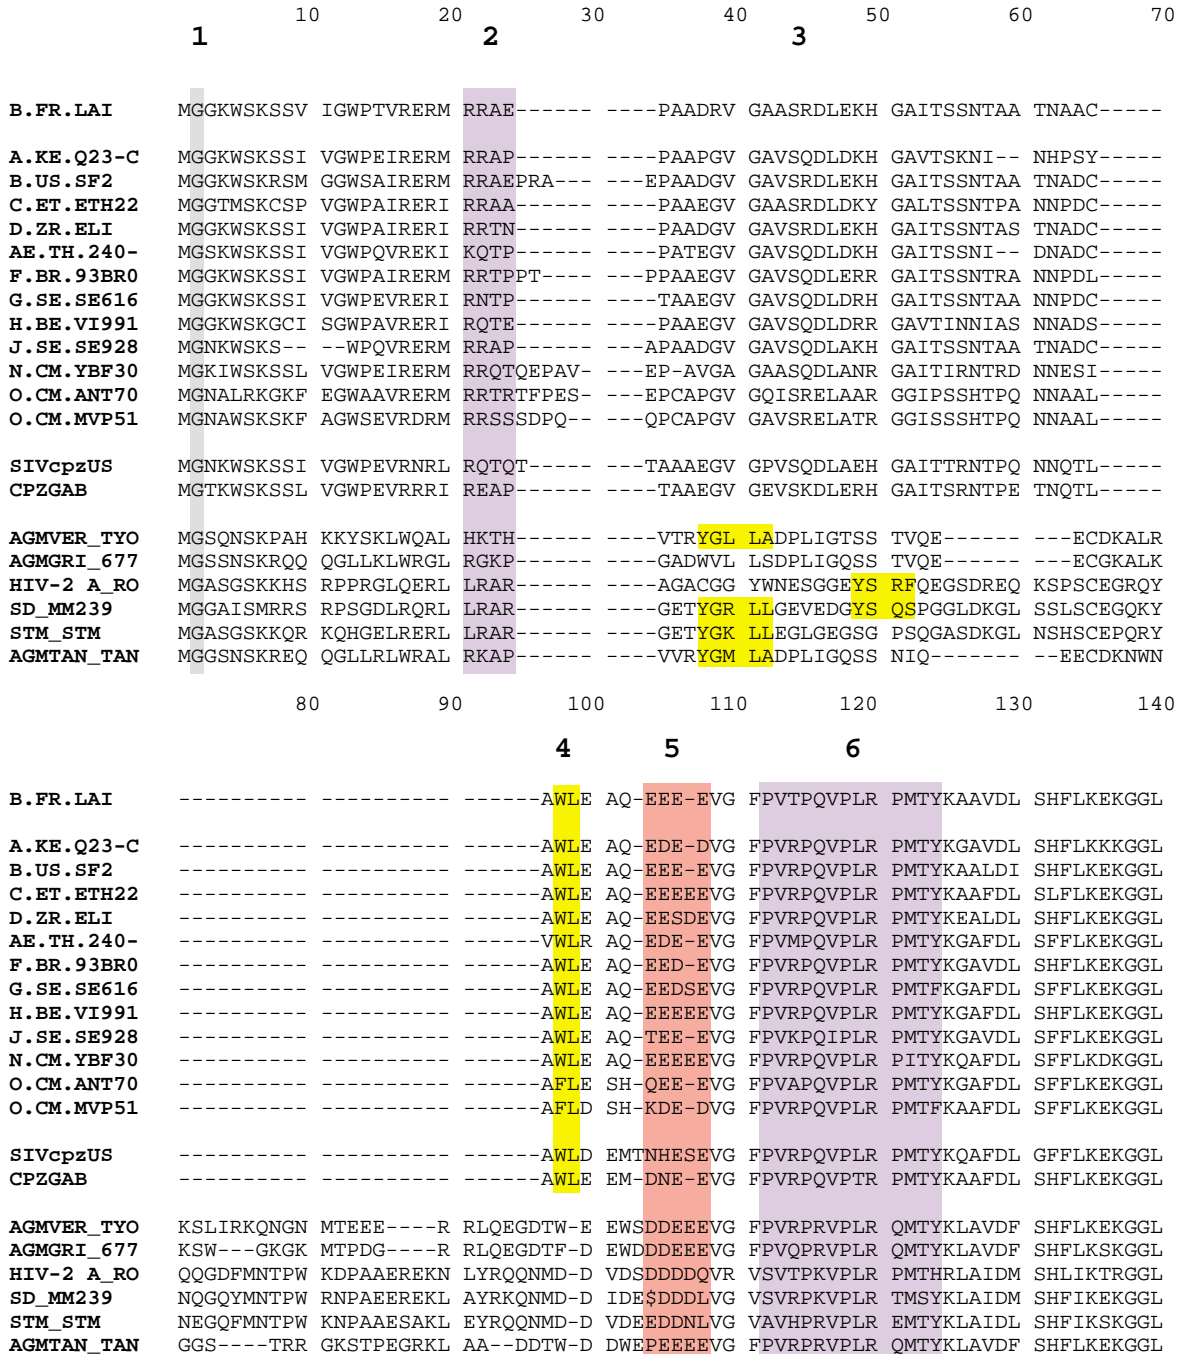 10 20 30 40 50 60 70
1 2 3
B.FR.LAI MGGKWSKSSV IGWPTVRERM RRAE------ ----PAADRV GAASRDLEKH GAITSSNTAA TNAAC-----
A.KE.Q23-C MGGKWSKSSI VGWPEIRERM RRAP------ ----PAAPGV GAVSQDLDKH GAVTSKNI-- NHPSY-----
B.US.SF2 MGGKWSKRSM GGWSAIRERM RRAEPRA--- ---EPAADGV GAVSRDLEKH GAITSSNTAA TNADC-----
C.ET.ETH22 MGGTMSKCSP VGWPAIRERI RRAA------ ----PAAEGV GAASRDLDKY GALTSSNTPA NNPDC-----
D.ZR.ELI MGGKWSKSSI VGWPAIRERI RRTN------ ----PAADGV GAVSRDLEKH GAITSSNTAS TNADC-----
AE.TH.240- MGSKWSKSSI VGWPQVREKI KQTP------ ----PATEGV GAVSQDLDKH GAITSSNI-- DNADC-----
F.BR.93BR0 MGGKWSKSSI VGWPAIRERM RRTPPT---- ----PPAAEGV GAVSQDLERR GAITSSNTRA NNPDL-----
G.SE.SE616 MGGKWSKSSI VGWPEVRERI RNTP------ ----TAAEGV GAVSQDLDRH GAITSSNTAA NNPDC-----
H.BE.VI991 MGGKWSKGCI SGWPAVRERI RQTE------ ----PAAEGV GAVSQDLDRR GAVTINNIAS NNADS-----
J.SE.SE928 MGNKWSKS-- --WPQVRERM RRAP------ ---APAADGV GAVSQDLAKH GAITSSNTAA TNADC-----
N.CM.YBF30 MGKIWSKSSL VGWPEIRERM RRQTQEPAV- ---EP-AVGA GAASQDLANR GAITIRNTRD NNESI-----
O.CM.ANT70 MGNALRKGKF EGWAAVRERM RRTRTFPES- --EPCAPGV GQISRELAAR GGIPSSHTPQ NNAAL-----
O.CM.MVP51 MGNAWSKSKF AGWSEVRDRM RRSSSDPQ-- ---QPCAPGV GAVSRELATR GGISSSHTPQ NNAAL-----
SIVcpzUS MGNKWSKSSI VGWPEVRNRL RQTQT----- ----TAAAEGV GPVSQDLAEH GAITTRNTPQ NNQTL-----
CPZGAB MGTKWSKSSL VGWPEVRRRI REAP------ ----TAAEGV GEVSKDLERH GAITSRNTPE TNQTL-----
AGMVER_TYO MGSQNSKPAH KKYSKLWQAL HKTH------ ----VTRYGL LADPLIGTSS TVQE------ ----ECDKALR
AGMGRI_677 MGSSNSKRQQ QGLLKLWRGL RGKP------ ----GADWVL LSDPLIGQSS TVQE------ ----ECGKALK
HIV-2 A_RO MGASGSKKHS RPPRGLQERL LRAR------ ----AGACGG YWNESGGEYS RFQEGSDREQ KSPSCEGRQY
SD_MM239 MGGAISMRRS RPSGDLRQRL LRAR------ ----GETYGR LLGEVEDGYS QSPGGLDKGL SSLSCEGQKY
STM_STM MGASGSKKQR KQHGELRERL LRAR------ ----GETYGK LLEGLGEGSG PSQGASDKGL NSHSCEPQRY
AGMTAN_TAN MGGSNSKREQ QGLLRLWRAL RKAP------ ----VVRYGM LADPLIGQSS NIQ------- ---EECDKNWN
80 90 100 110 120 130 140
4 5 6
B.FR.LAI ---------- ---------- ------AWLE AQ-EEE-EVG FPVTPQVPLR PMTYKAAVDL SHFLKEKGGL
A.KE.Q23-C ---------- ---------- ------AWLE AQ-EDE-DVG FPVRPQVPLR PMTYKGAVDL SHFLKKKGGL
B.US.SF2 ---------- ---------- ------AWLE AQ-EEE-EVG FPVRPQVPLR PMTYKAALDI SHFLKEKGGL
C.ET.ETH22 ---------- ---------- ------AWLE AQ-EEEEEVG FPVRPQVPLR PMTYKAAFDL SLFLKEKGGL
D.ZR.ELI ---------- ---------- ------AWLE AQ-EESDEVG FPVRPQVPLR PMTYKEALDL SHFLKEKGGL
AE.TH.240- ---------- ---------- ------VWLR AQ-EDE-EVG FPVMPQVPLR PMTYKGAFDL SFFLKEKGGL
F.BR.93BR0 ---------- ---------- ------AWLE AQ-EED-EVG FPVRPQVPLR PMTYKGAVDL SHFLKEKGGL
G.SE.SE616 ---------- ---------- ------AWLE AQ-EEDSEVG FPVRPQVPLR PMTFKGAFDL SFFLKEKGGL
H.BE.VI991 ---------- ---------- ------AWLE AQ-EEEEEVG FPVRPQVPLR PMTYKGAFDL SHFLKEKGGL
J.SE.SE928 ---------- ---------- ------AWLE AQ-TEE-EVG FPVKPQIPLR PMTYKGAVDL SFFLKEKGGL
N.CM.YBF30 ---------- ---------- ------AWLE AQ-EEEEEVG FPVRPQVPLR PITYKQAFDL SFFLKDKGGL
O.CM.ANT70 ---------- ---------- ------AFLE SH-QEE-EVG FPVAPQVPLR PMTYKGAFDL SFFLKEKGGL
O.CM.MVP51 ---------- ---------- ------AFLD SH-KDE-DVG FPVRPQVPLR PMTFKAAFDL SFFLKEKGGL
SIVcpzUS ---------- ---------- ------AWLD EMTNHESEVG FPVRPQVPLR PMTYKQAFDL GFFLKEKGGL
CPZGAB ---------- ---------- ------AWLE EM-DNE-EVG FPVRPQVPTR PMTYKAAFDL SHFLKEKGGL
AGMVER_TYO KSLIRKQNGN MTEEE----R RLQEGDTW-E EWSDDEEEVG FPVRPRVPLR QMTYKLAVDF SHFLKEKGGL
AGMGRI_677 KSW---GKGK MTPDG----R RLQEGDTF-D EWDDDEEEVG FPVQPRVPLR QMTYKLAVDF SHFLKSKGGL
HIV-2 A_RO QQGDFMNTPW KDPAAEREKN LYRQQNMD-D VDSDDDDQVR VSVTPKVPLR PMTHRLAIDM SHLIKTRGGL
SD_MM239 NQGQYMNTPW RNPAEEREKL AYRKQNMD-D IDE$DDDLVG VSVRPKVPLR TMSYKLAIDM SHFIKEKGGL
STM_STM NEGQFMNTPW KNPAAESAKL EYRQQNMD-D VDEEDDNLVG VAVHPRVPLR EMTYKLAIDL SHFIKSKGGL
AGMTAN_TAN GGS----TRR GKSTPEGRKL AA--DDTW-D DWEPEEEEVG FPVRPRVPLR QMTYKLAVDF SHFLKEKGGL